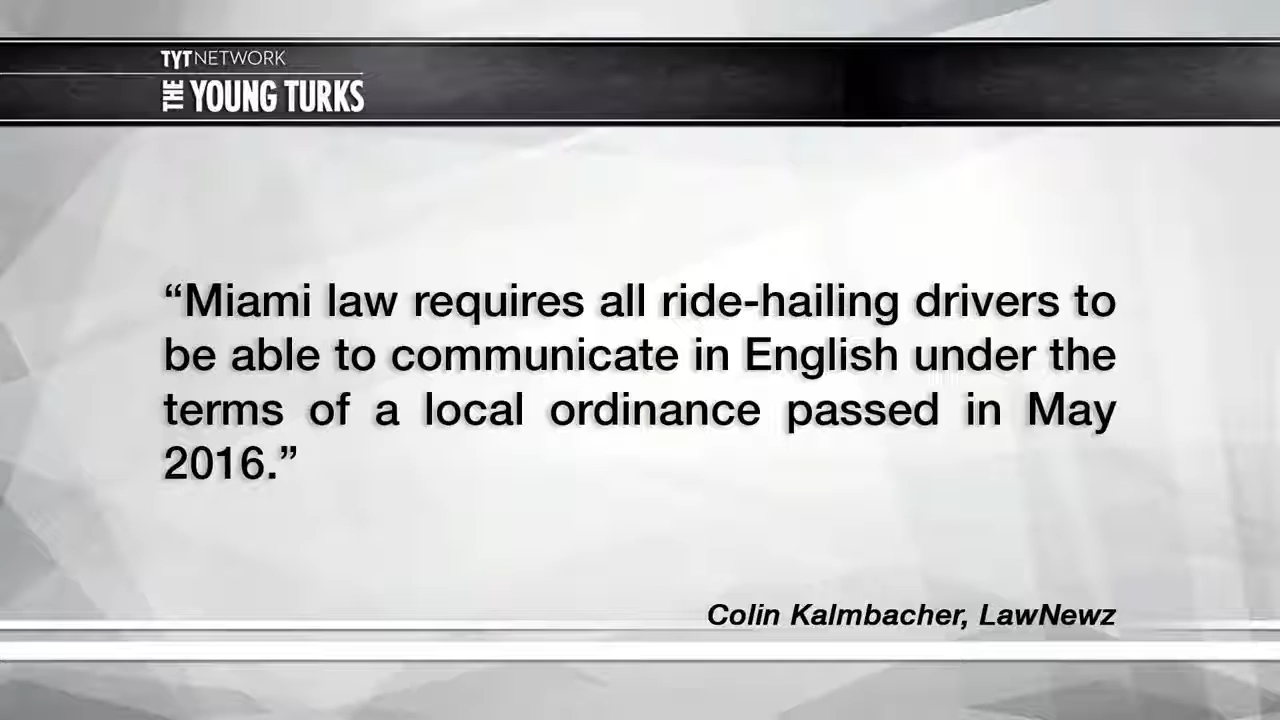 TYT NETWORK
THE YOUNG TURKS
“Miami law requires all ride-hailing drivers to
be able to communicate in English under the
terms of a local ordinance passed in May
2016.”
Colin Kalmbacher, LawNewz